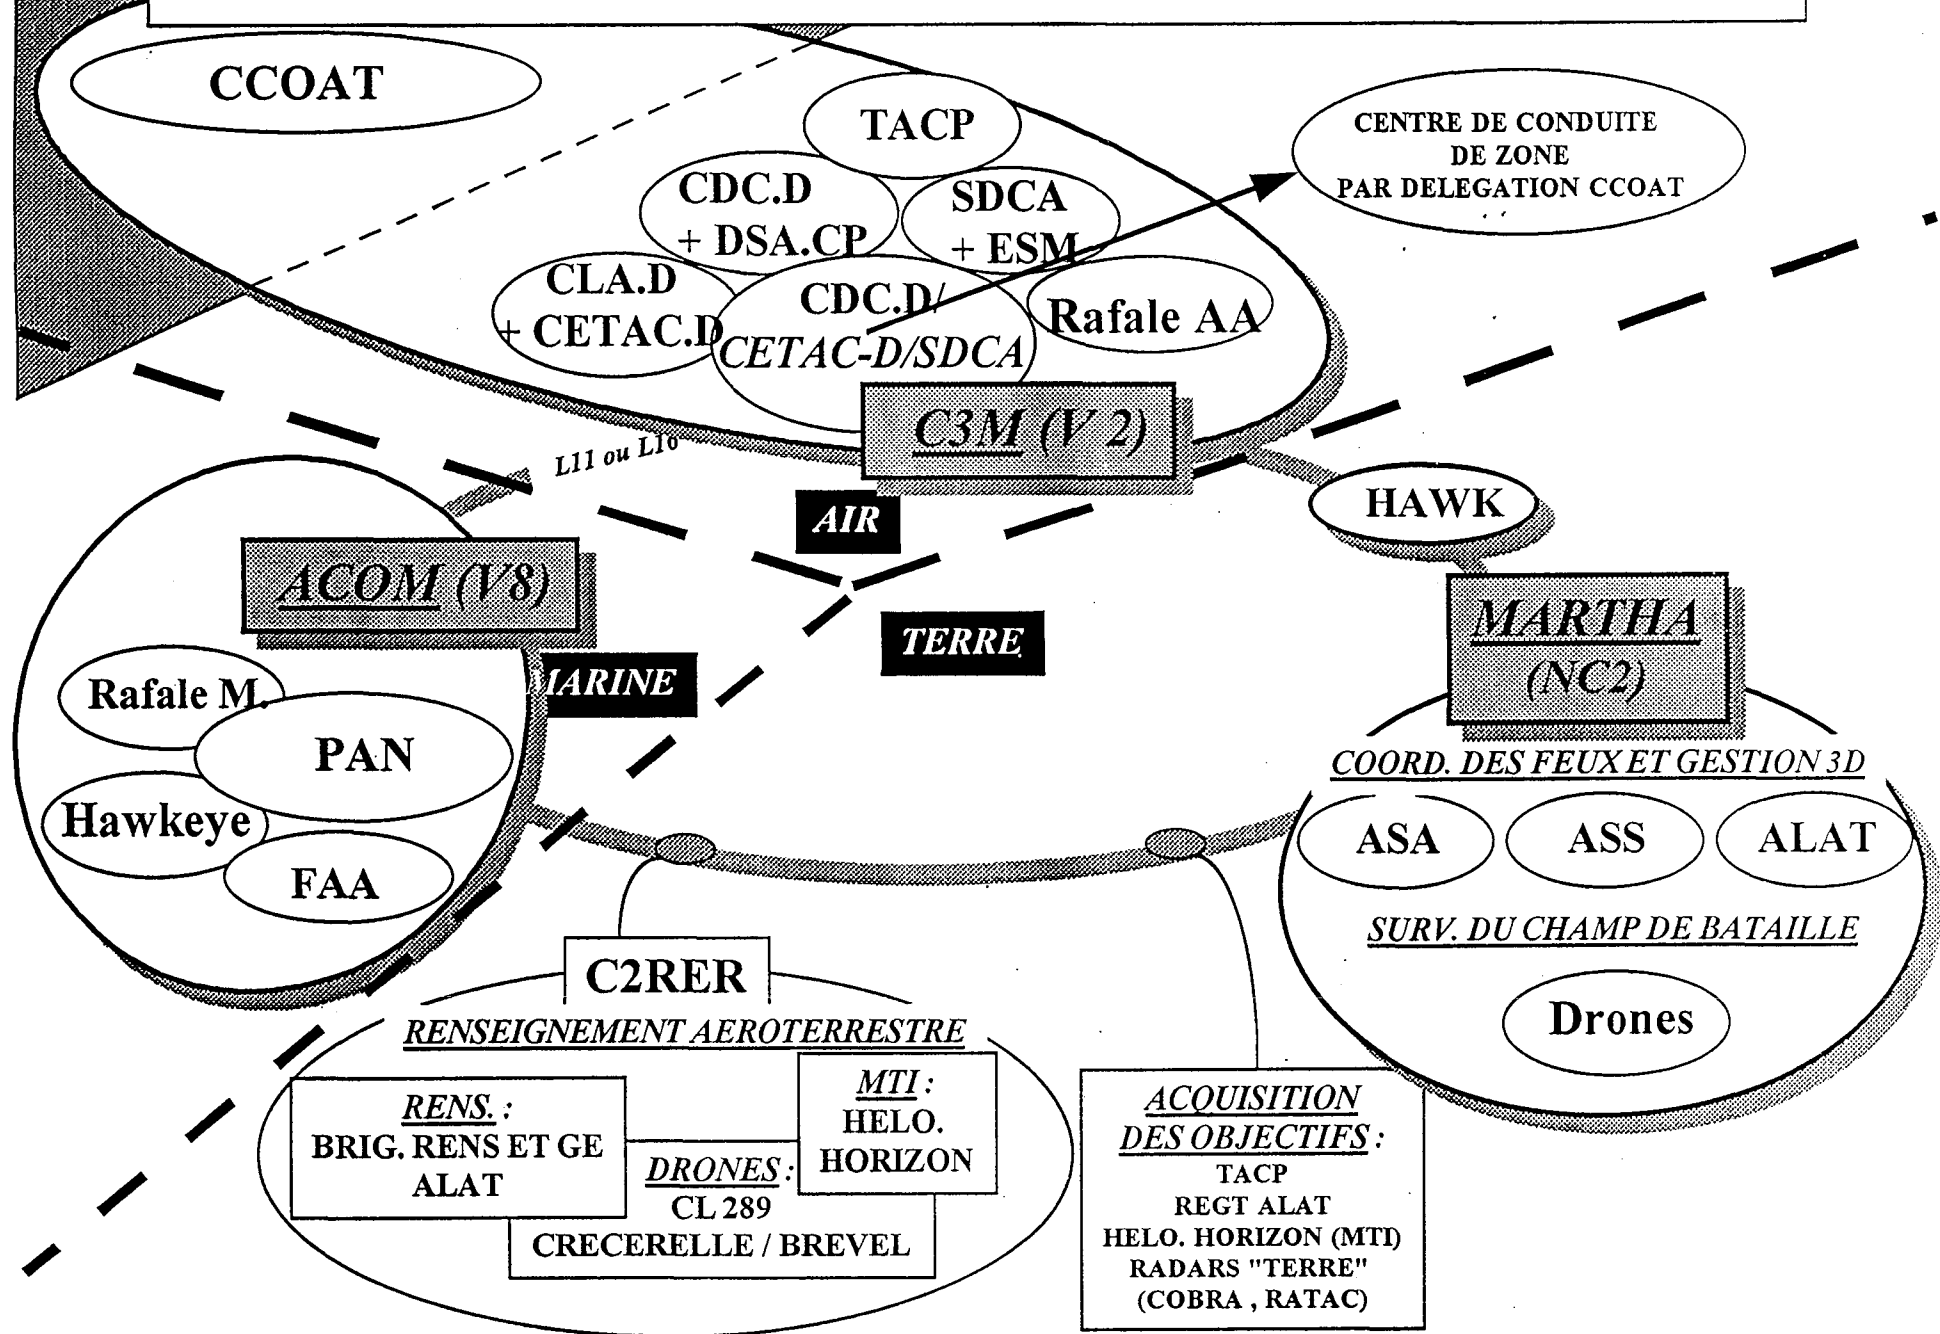 CCOAT
TACP
CENTRE DE CONDUITE
DE ZONE
PAR DELEGATION CCOAT
CDC.D
+ DSA.CP
SDCA
+ ESM
CLA.D
+ CETAC.D
CDC.D/
CETAC-D/SDCA
Rafale AA
C3M (V 2)
L11 ou L16
HAWK
AIR
ACOM (V8)
TERRE
MARTHA
(NC2)
MARINE
Rafale M.
PAN
Hawkeye
FAA
COORD. DES FEUX ET GESTION 3D
ASA
ASS
ALAT
SURV. DU CHAMP DE BATAILLE
Drones
C2RER
RENSEIGNEMENT AEROTERRESTRE
RENS. :
BRIG. RENS ET GE
ALAT
MTI :
HELO.
HORIZON
DRONES :
CL 289
CRECERELLE / BREVEL
ACQUISITION
DES OBJECTIFS :
TACP
REGT ALAT
HELO. HORIZON (MTI)
RADARS "TERRE"
(COBRA , RATAC)